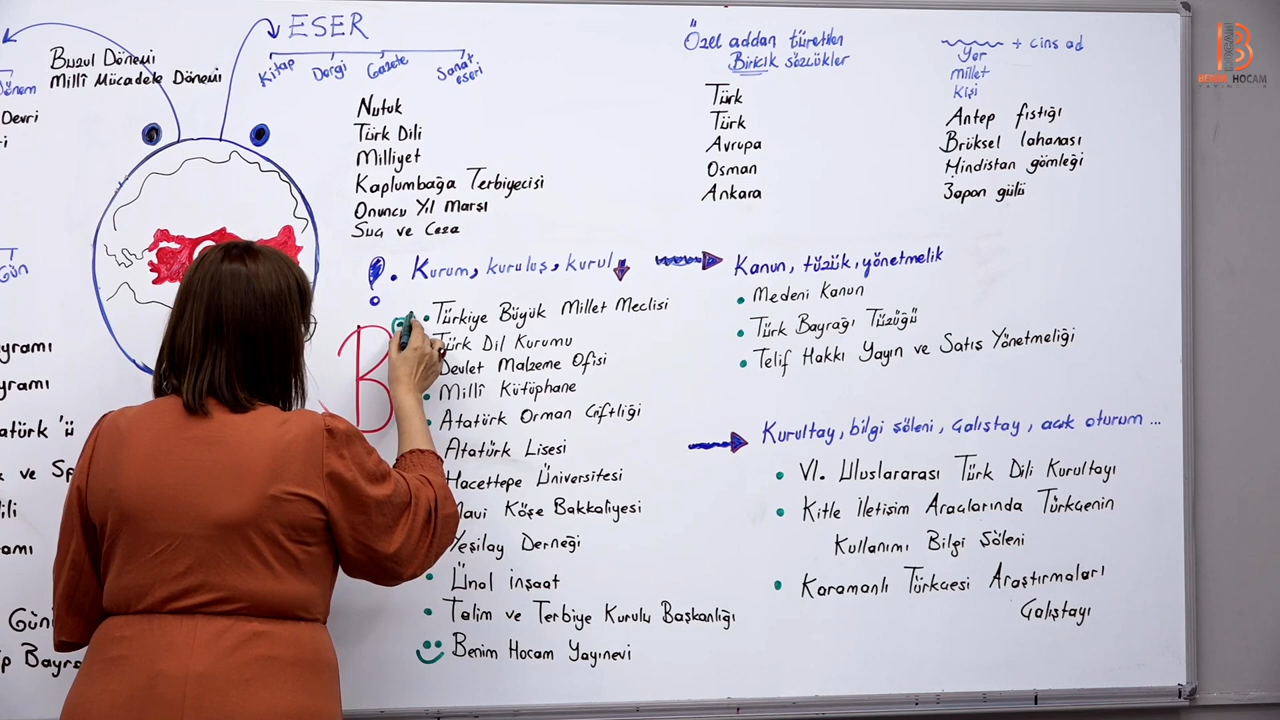 Buzul Dönemi
Millî Mücadele Dönemi
Dönem
Devri
ESER
Kitap
Dergi
Gazete
Sanat eseri
Nutuk
Türk Dili
Milliyet
Kaplumbağa Terbiyecisi
Onuncu Yıl Marşı
Suç ve Ceza
Özel addan türetilen
Biricik sözcükler
Türk
Türk
Avrupa
Osman
Ankara
+ cins ad
Yer
Millet
Kişi
Antep fıstığı
Brüksel lahanası
Hindistan gömleği
Japon gülü
Gün
!. Kurum, kuruluş, kurul
Türkiye Büyük Millet Meclisi
Türk Dil Kurumu
Devlet Malzeme Ofisi
Millî Kütüphane
Atatürk Orman Çiftliği
Atatürk Lisesi
Hacettepe Üniversitesi
Mavi Köşe Bakkaliyesi
Yeşilay Derneği
Ünal İnşaat
Talim ve Terbiye Kurulu Başkanlığı
Benim Hocam Yayınevi
B
Kanun, tüzük, yönetmelik
Medeni Kanun
Türk Bayrağı Tüzüğü
Telif Hakkı Yayın ve Satış Yönetmeliği
Kurultay, bilgi şöleni, çalıştay, açık oturum ...
VI. Uluslararası Türk Dili Kurultayı
Kitle İletişim Araçlarında Türkçenin
Kullanımı Bilgi Şöleni
Karamanlı Türkçesi Araştırmaları
Çalıştayı
BENİM HOCAM
YAYINLARI